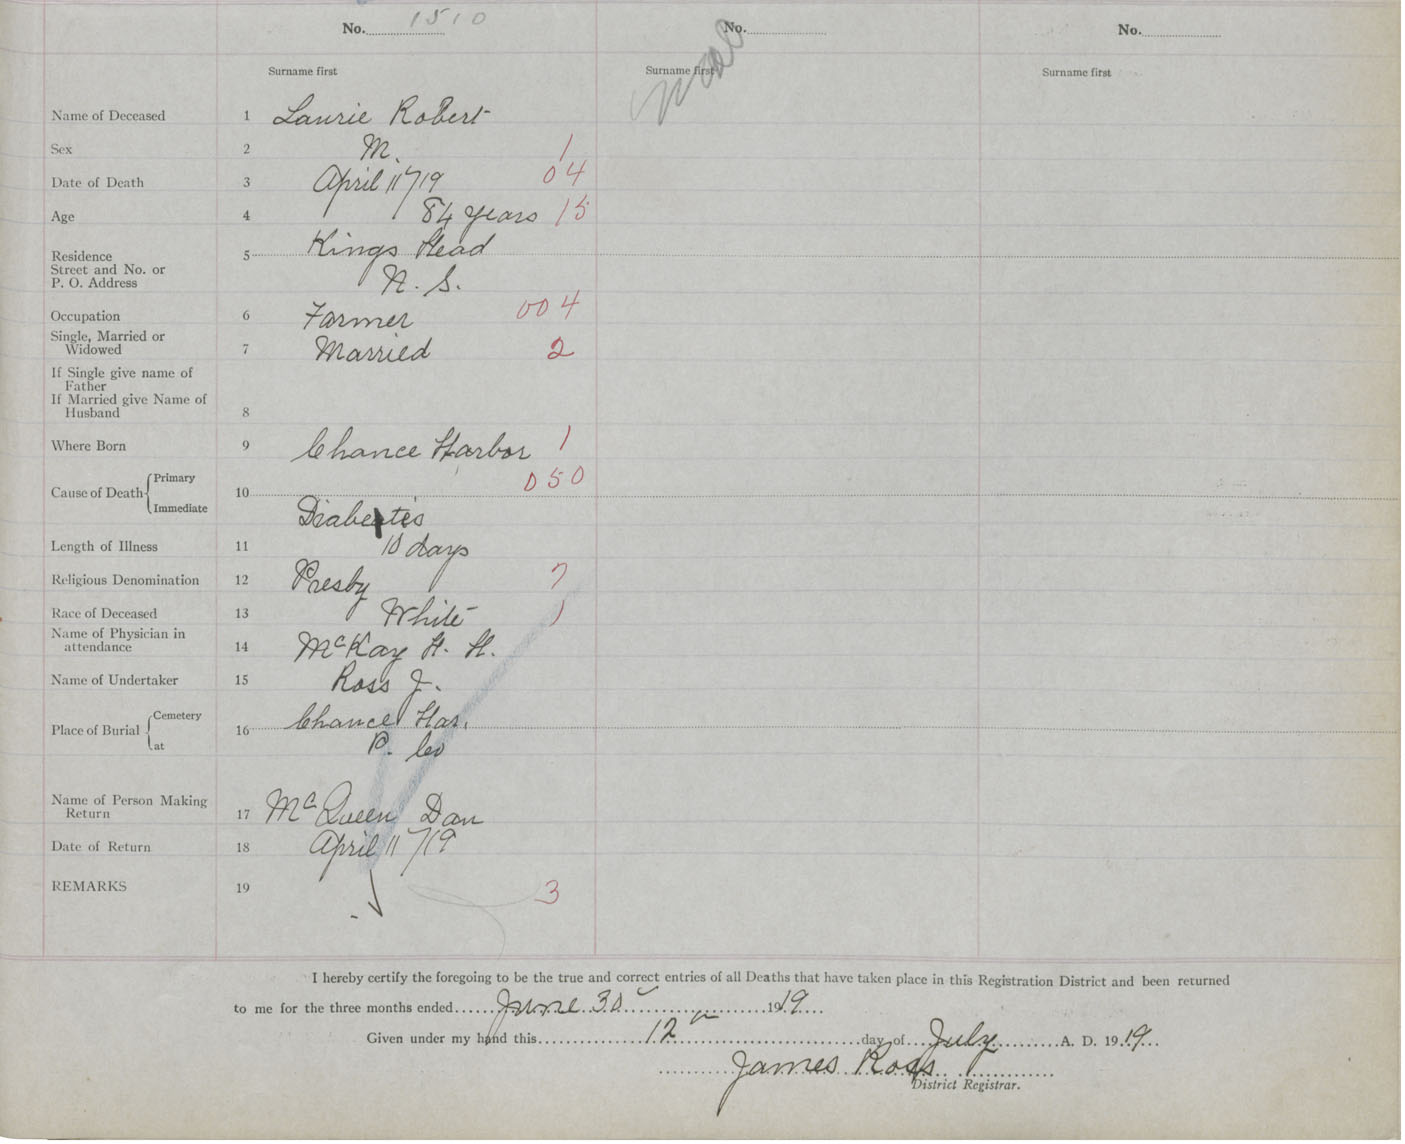 No. 1510 No. No.
Surname first Surname first Surname first
Name of Deceased 1 Laurie Robert
Sex 2 M. 1
Date of Death 3 April 11/19 04
Age 4 84 years 15
Residence
Street and No. or
P. O. Address 5 Kings Head
N. S.
Occupation 6 Farmer 004
Single, Married or
Widowed 7 Married 2
If Single give name of
Father
If Married give Name of
Husband 8
Where Born 9 Chance Harbor 1
Cause of Death Primary 10 050
Immediate Diabetes
Length of Illness 11 10 days
Religious Denomination 12 Presby 7
Race of Deceased 13 White 1
Name of Physician in
attendance 14 McKay H. H.
Name of Undertaker 15 Ross J.
Place of Burial Cemetery 16 Chance Har.
at P. Co
Name of Person Making
Return 17 McQueen Dan
Date of Return 18 April 11/19
REMARKS 19 3
I hereby certify the foregoing to be the true and correct entries of all Deaths that have taken place in this Registration District and been returned
to me for the three months ended June 30 1919
Given under my hand this 12 day of July A. D. 1919
James Ross
District Registrar.